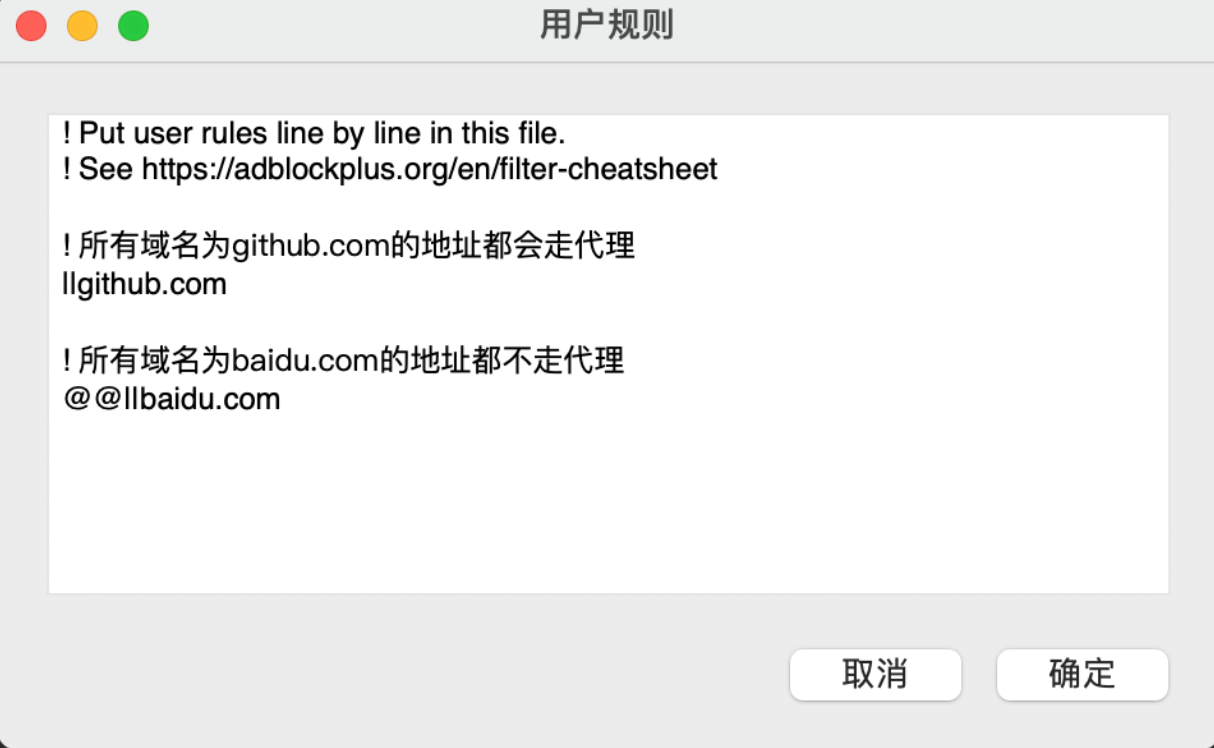 用户规则
! Put user rules line by line in this file.
! See https://adblockplus.org/en/filter-cheatsheet
! 所有域名为github.com的地址都会走代理
llgithub.com
! 所有域名为baidu.com的地址都不走代理
@@llbaidu.com
取消
确定